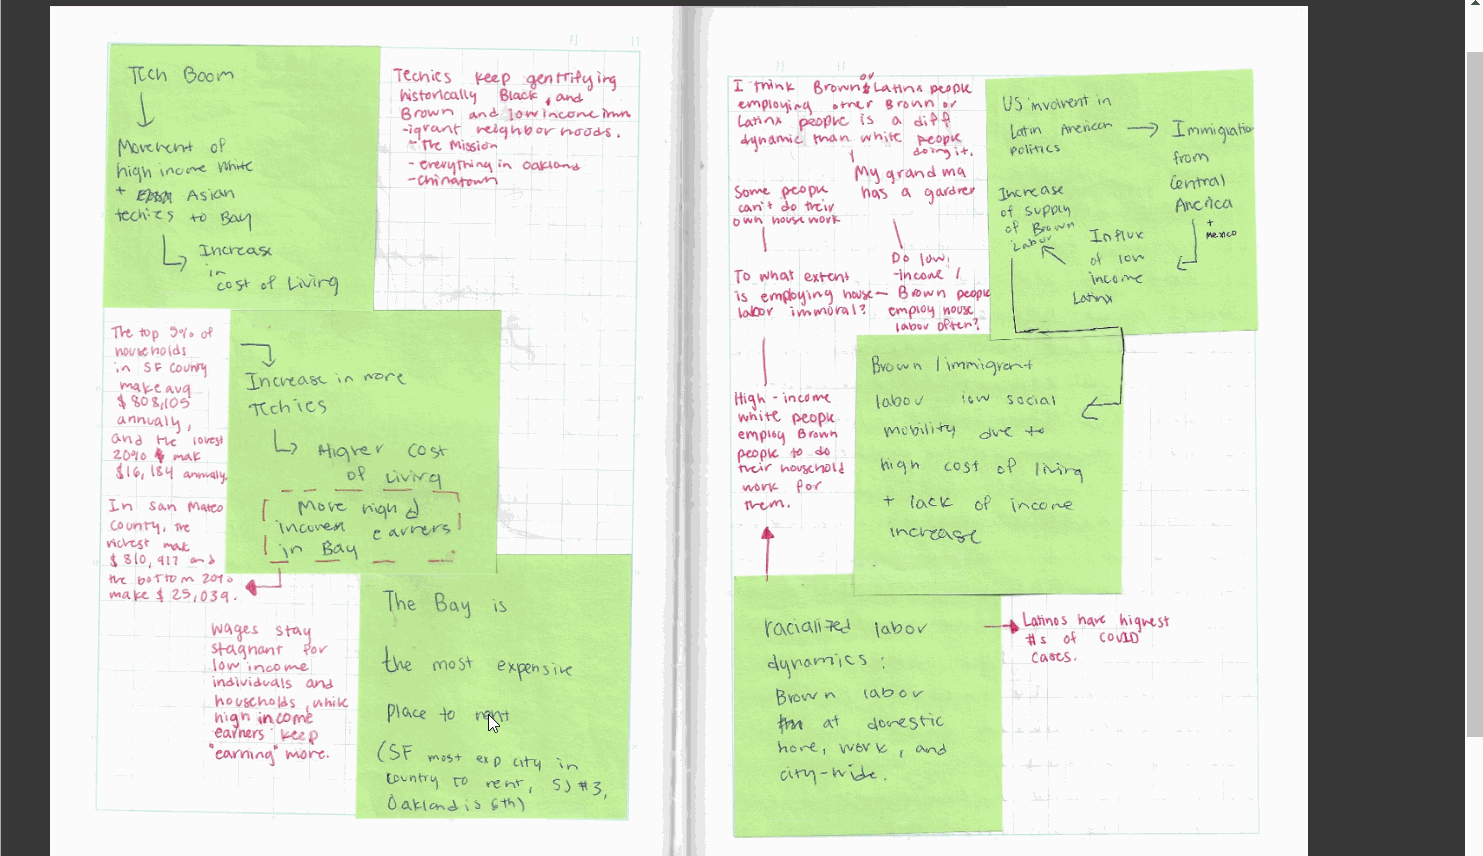 Tech Boom
Movement of
high income white
+ Asian
techies to Bay
Increase
in
cost of Living
Techies keep gentrifying
historically Black, and
Brown and low income imm
-igrant neighborhoods.
- The Mission
- everything in Oakland
- Chinatown
The top 5% of
households
in SF County
make avg
$808,105
annually,
and the lowest
20% mak
$16,184 annually.
Increase in more
Techies
Higher cost
of Living
More high
incomes earners
in Bay
In San Mateo
County, the
richest make
$810,917 and
the bottom 20%
make $25,039.
wages stay
stagnant for
low income
individuals and
households while
high income
earners keep
"earning" more.
The Bay is
the most expensive
Place to rent
(SF most exp city in
country to rent, SJ #3,
Oakland is 6th)
I think Brown or Latinx people
employing other Brown or
Latinx people is a diff
dynamic than white people
doing it.
My grandma
has a gardner
Some people
can't do their
own housework
Do low
-income /
Brown people
employ house
labor often?
To what extent
is employing house
labor immoral?
High-income
white people
employ Brown
people to do
their household
work for
them.
US involvent in
Latin American
politics
Immigratio
from
Central
America
+
Mexico
Influx
of low
income
Latinx
Increase
of supply
of Brown
Labor
Brown / immigrant
labor low social
mobility due to
high cost of living
+ lack of income
increase
racialized labor
dynamics:
Brown labor
at domestic
home, work, and
city-wide.
Latinos have highest
#s of COVID
cases.